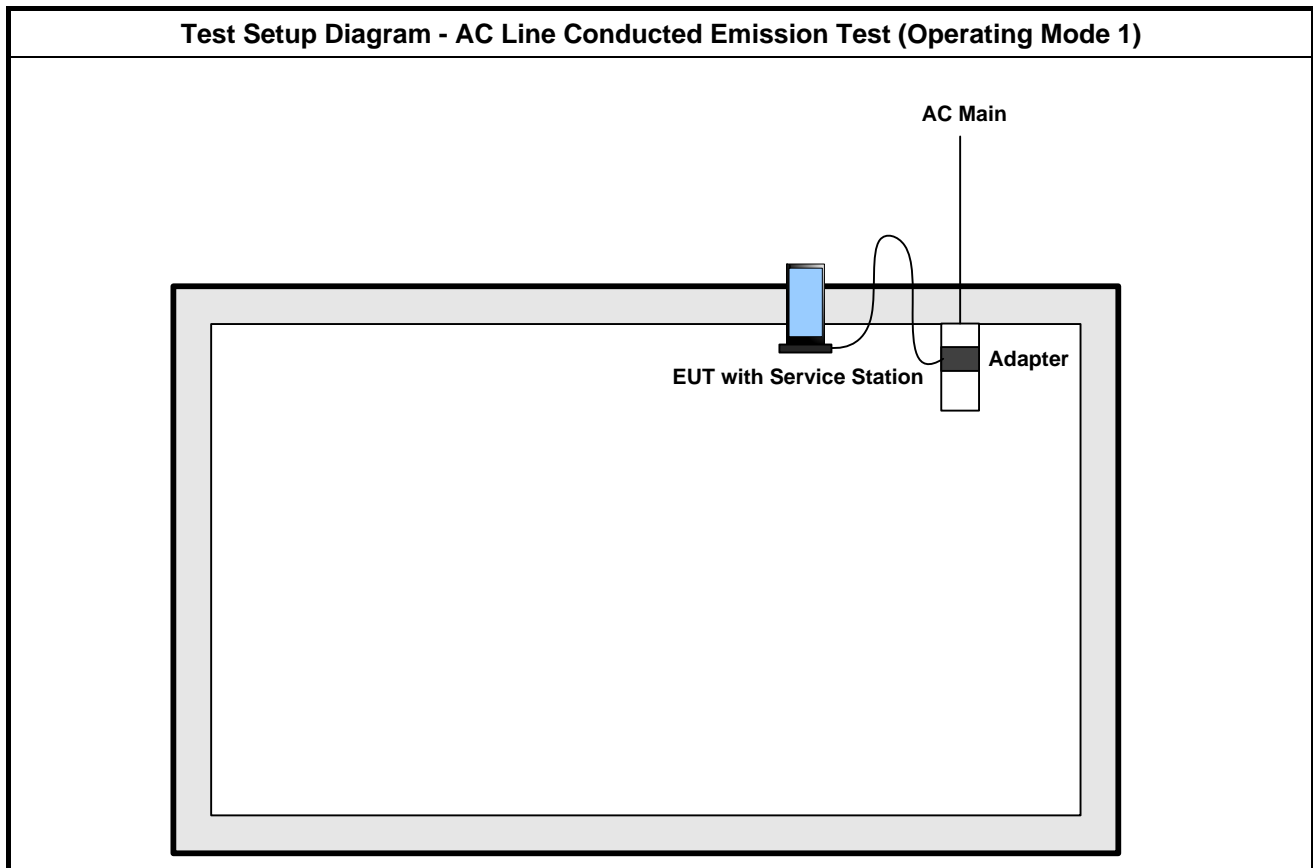 Test Setup Diagram - AC Line Conducted Emission Test (Operating Mode 1)
AC Main
Adapter
EUT with Service Station